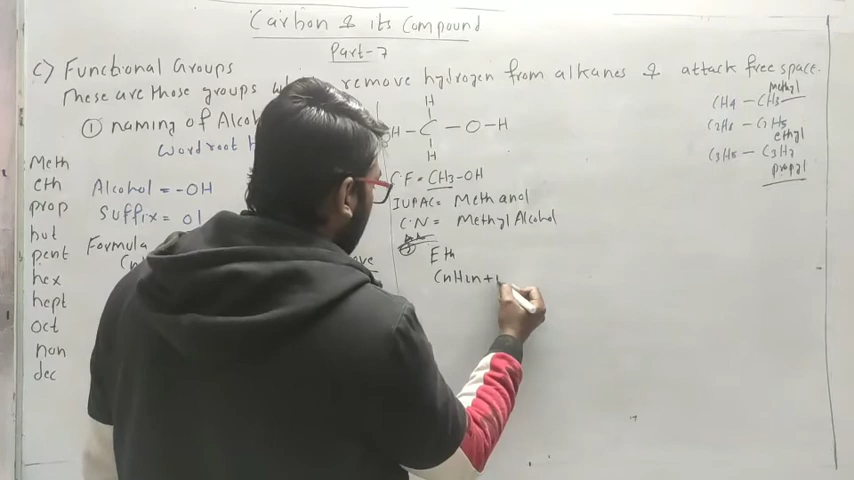 Carbon & its Compound
Part-7
C) Functional Groups
These are those groups remove hydrogen from alkanes & attack free space.
① naming of Alcoh
Word root
Meth
eth
prop
but
pent
hex
hept
oct
non
dec
Alcohol = -OH
Suffix = ol
Formula
H
H-C-O-H
H
C.F = CH3-OH
IUPAC = Methanol
C.N = Methyl Alcohol
②
Eth
CnH2n+1
methyl
CH4 - CH3
C2H6 - C2H5
ethyl
C3H8 - C3H7
propyl